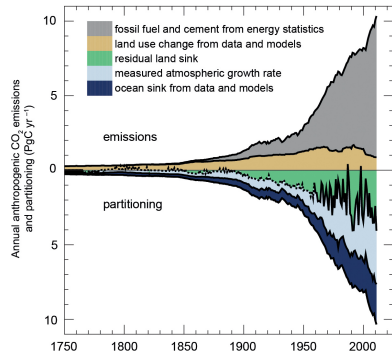 fossil fuel and cement from energy statistics
land use change from data and models
residual land sink
measured atmospheric growth rate
ocean sink from data and models
emissions
partitioning
Annual anthropogenic CO₂ emissions
and partitioning (PgC yr⁻¹)
10
5
0
5
10
1750 1800 1850 1900 1950 2000